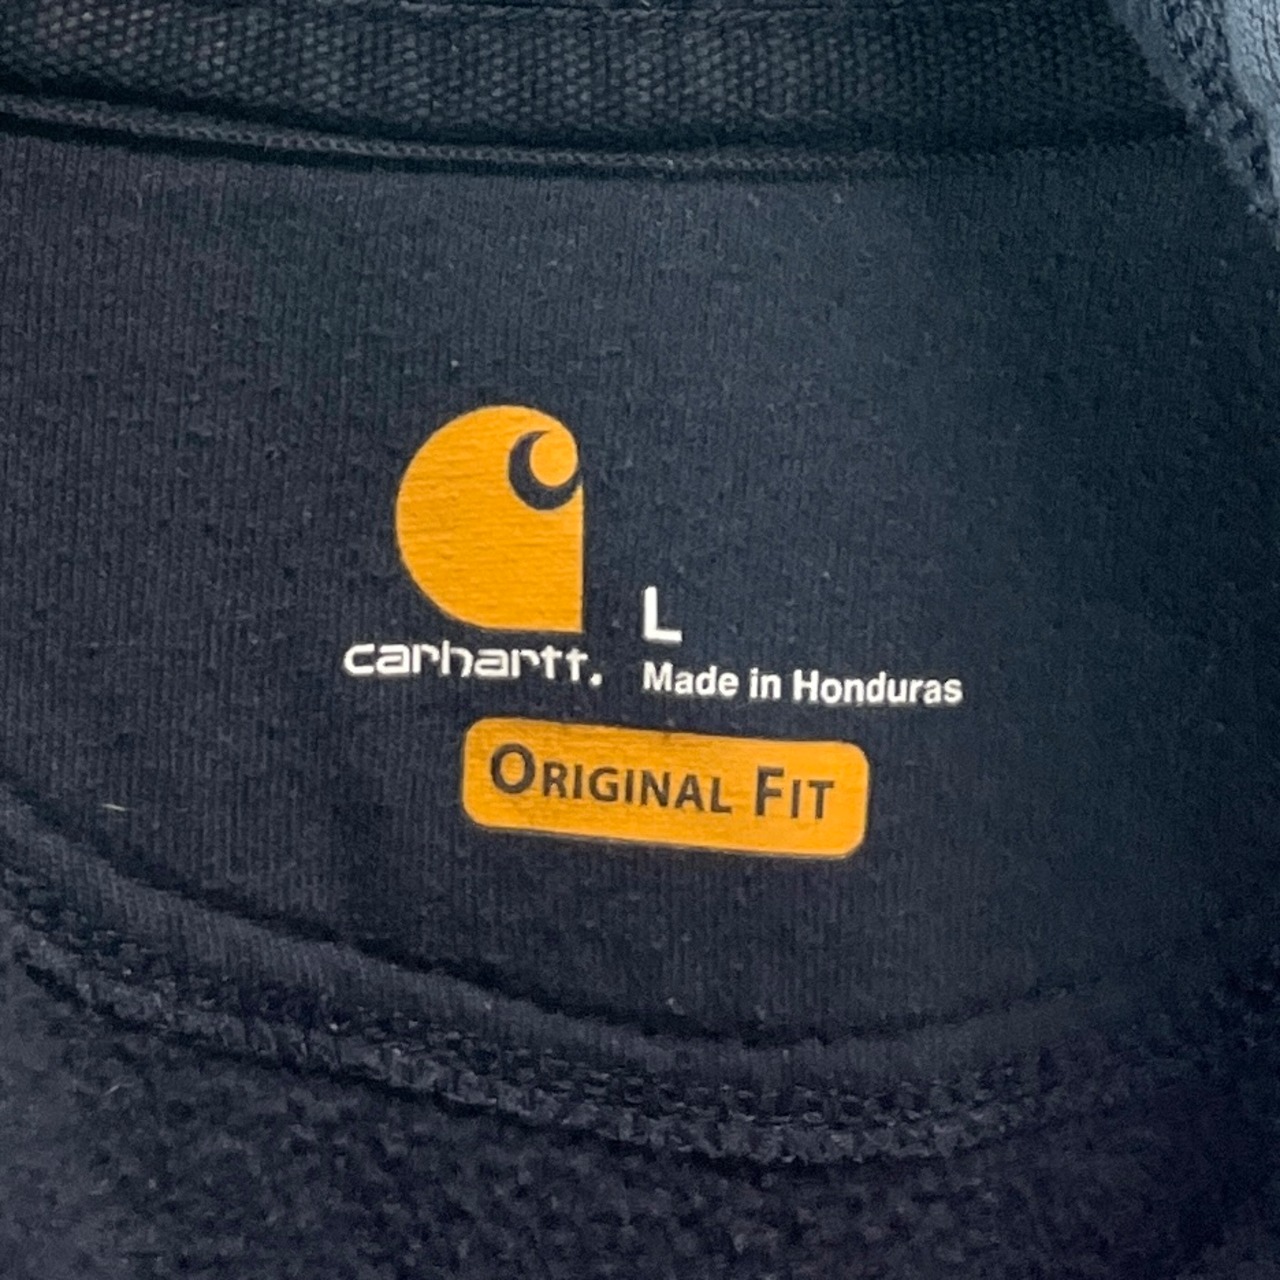 L
carhartt.
Made in Honduras
ORIGINAL FIT